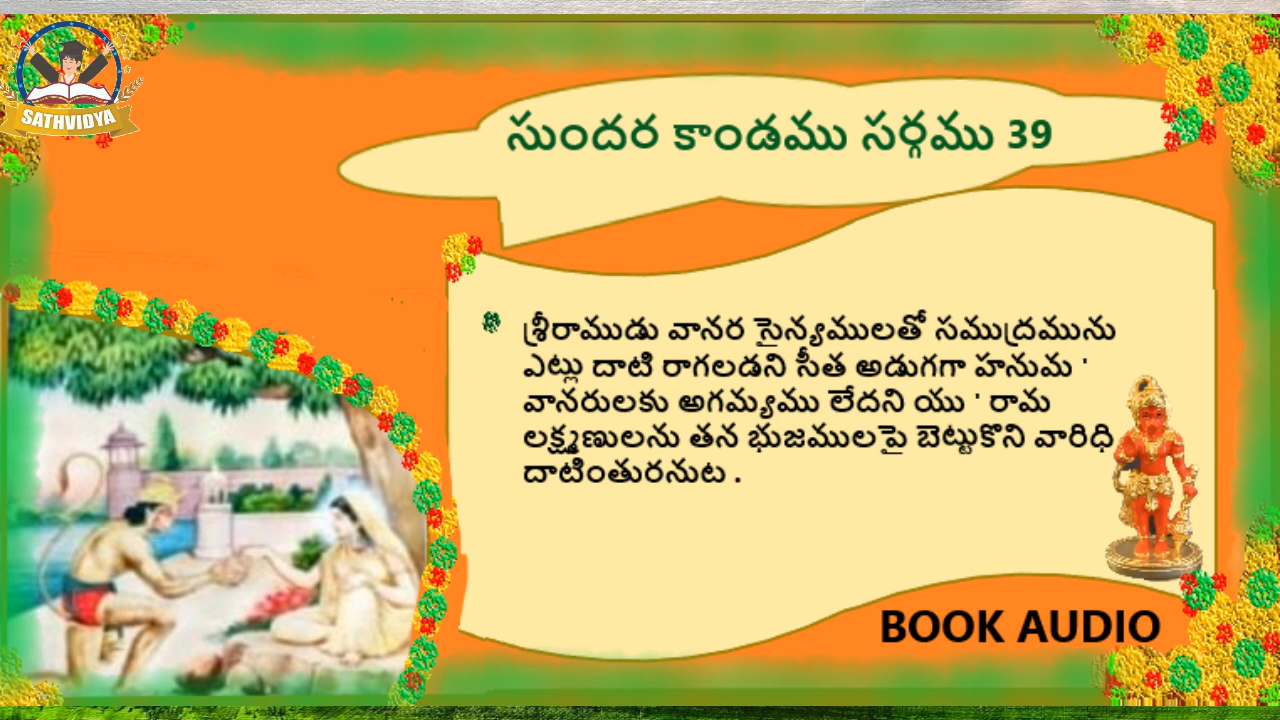 SATHVIDYA
సుందర కాండము సర్గము 39
శ్రీరాముడు వానర సైన్యములతో సముద్రమును
ఎట్లు దాటి రాగలడని సీత అడుగగా హనుమ '
వానరులకు అగమ్యము లేదని యు ' రామ
లక్ష్మణులను తన భుజములపై బెట్టుకొని వారిధి
దాటింతురనుట .
BOOK AUDIO